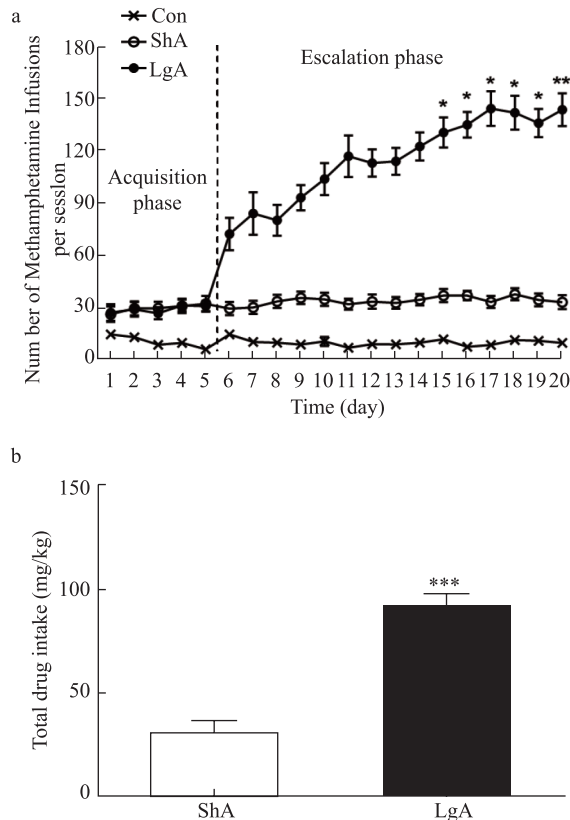 a
Con
ShA
LgA
180
150
120
90
60
30
0
Num ber of Methamphetamine Infusions
per sesslon
Acquisition
phase
Escalation phase
* * * * * **
1 2 3 4 5 6 7 8 9 10 11 12 13 14 15 16 17 18 19 20
Time (day)
b
150
100
50
0
Total drug intake (mg/kg)
***
ShA LgA